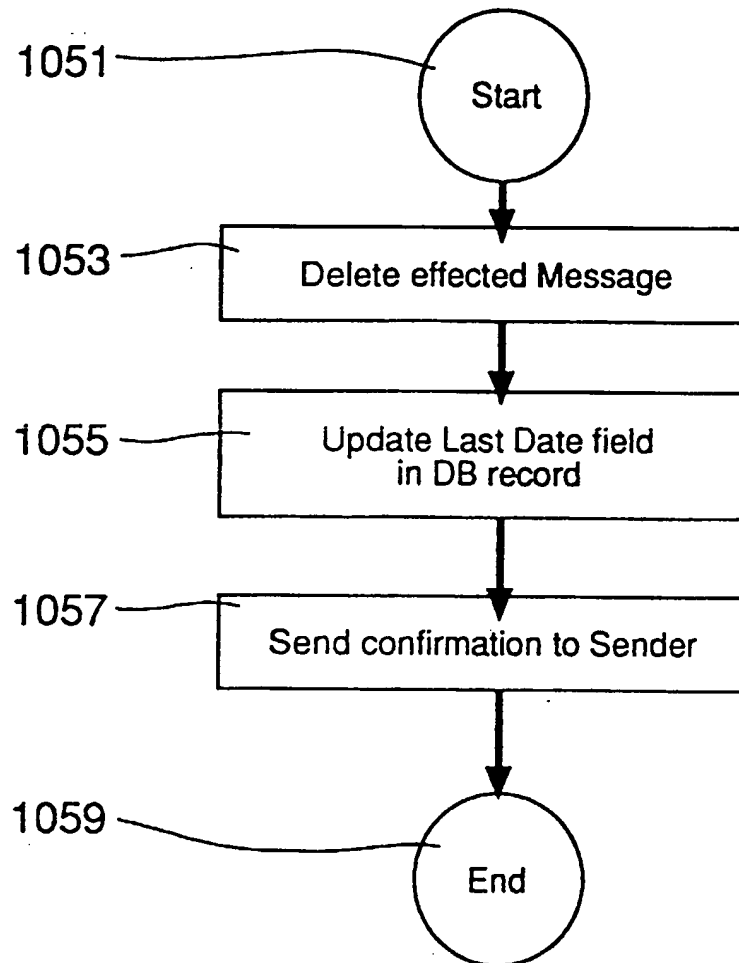 1051
Start
1053
Delete effected Message
1055
Update Last Date field
in DB record
1057
Send confirmation to Sender
1059
End